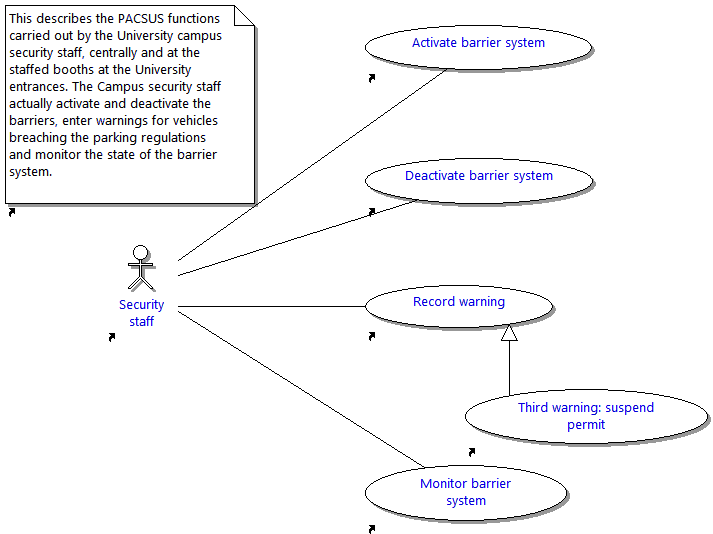 This describes the PACSUS functions
carried out by the University campus
security staff, centrally and at the
staffed booths at the University
entrances. The Campus security staff
actually activate and deactivate the
barriers, enter warnings for vehicles
breaching the parking regulations
and monitor the state of the barrier
system.
Activate barrier system
Deactivate barrier system
Security
staff
Record warning
Third warning: suspend
permit
Monitor barrier
system